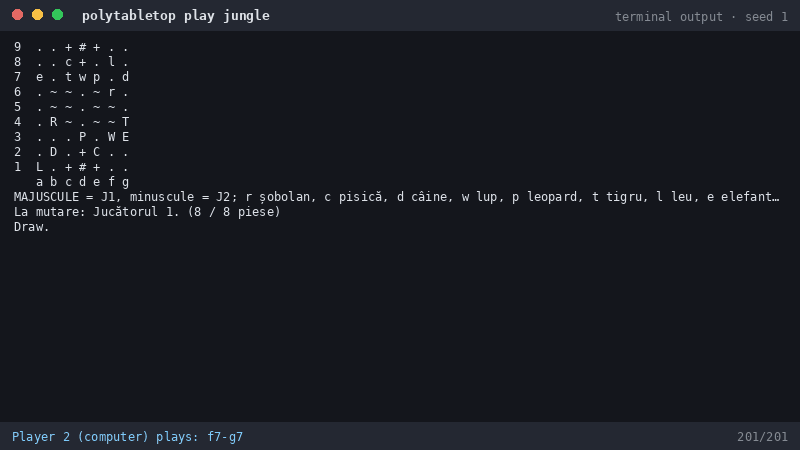 polytabletop play jungle
terminal output · seed 1
9 . . + # + . .
8 . . c + . l .
7 e . t w p . d
6 . ~ ~ . ~ r .
5 . ~ ~ . ~ ~ .
4 . R ~ . ~ ~ T
3 . . . P . W E
2 . D . + C . .
1 L . + # + . .
a b c d e f g
MAJUSCULE = J1, minuscule = J2; r șobolan, c pisică, d câine, w lup, p leopard, t tigru, l leu, e elefant…
La mutare: Jucătorul 1. (8 / 8 piese)
Draw.
Player 2 (computer) plays: f7-g7
201/201